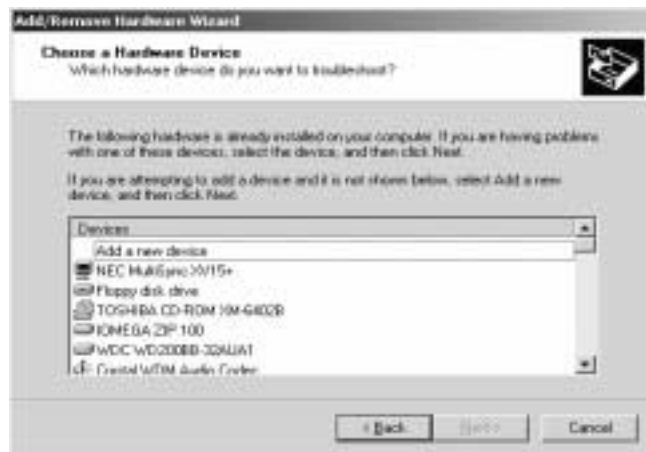 Add/Remove Hardware Wizard
Choose a Hardware Device
Which hardware device do you want to troubleshoot?
The following hardware is already installed on your computer. If you are having problems
with one of these devices, select the device, and then click Next.
If you are attempting to add a device and it is not shown below, select Add a new
device, and then click Next.
Devices
Add a new device
NEC MultiSync XV15+
Floppy disk drive
TOSHIBA CD-ROM XM-6402B
IOMEGA ZIP 100
WDC WD200BB-32AUA1
Crystal WDM Audio Codec
< Back
Next >
Cancel